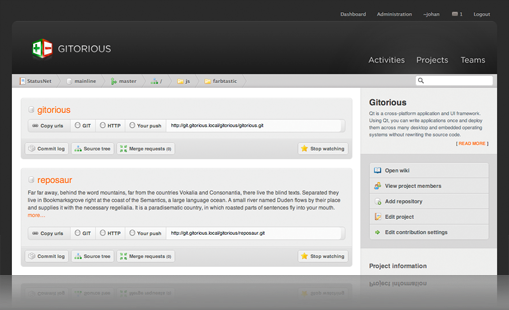 Dashboard Administration ~johan 1 Logout
GITORIOUS
Activities Projects Teams
StatusNet mainline master / js farbtastic
gitorious
Copy urls GIT HTTP Your push http://git.gitorious.local/gitorious/gitorious.git
Commit log Source tree Merge requests (0) Stop watching
reposaur
Far far away, behind the word mountains, far from the countries Vokalia and Consonantia, there live the blind texts. Separated they
live in Bookmarksgrove right at the coast of the Semantics, a large language ocean. A small river named Duden flows by their place
and supplies it with the necessary regelialia. It is a paradisematic country, in which roasted parts of sentences fly into your mouth.
more...
Copy urls GIT HTTP Your push http://git.gitorious.local/gitorious/reposaur.git
Commit log Source tree Merge requests (0) Stop watching
Gitorious
Qt is a cross-platform application and UI framework.
Using Qt, you can write applications once and deploy
them across many desktop and embedded operating
systems without rewriting the source code.
[ READ MORE ]
Open wiki
View project members
Add repository
Edit project
Edit contribution settings
Project information